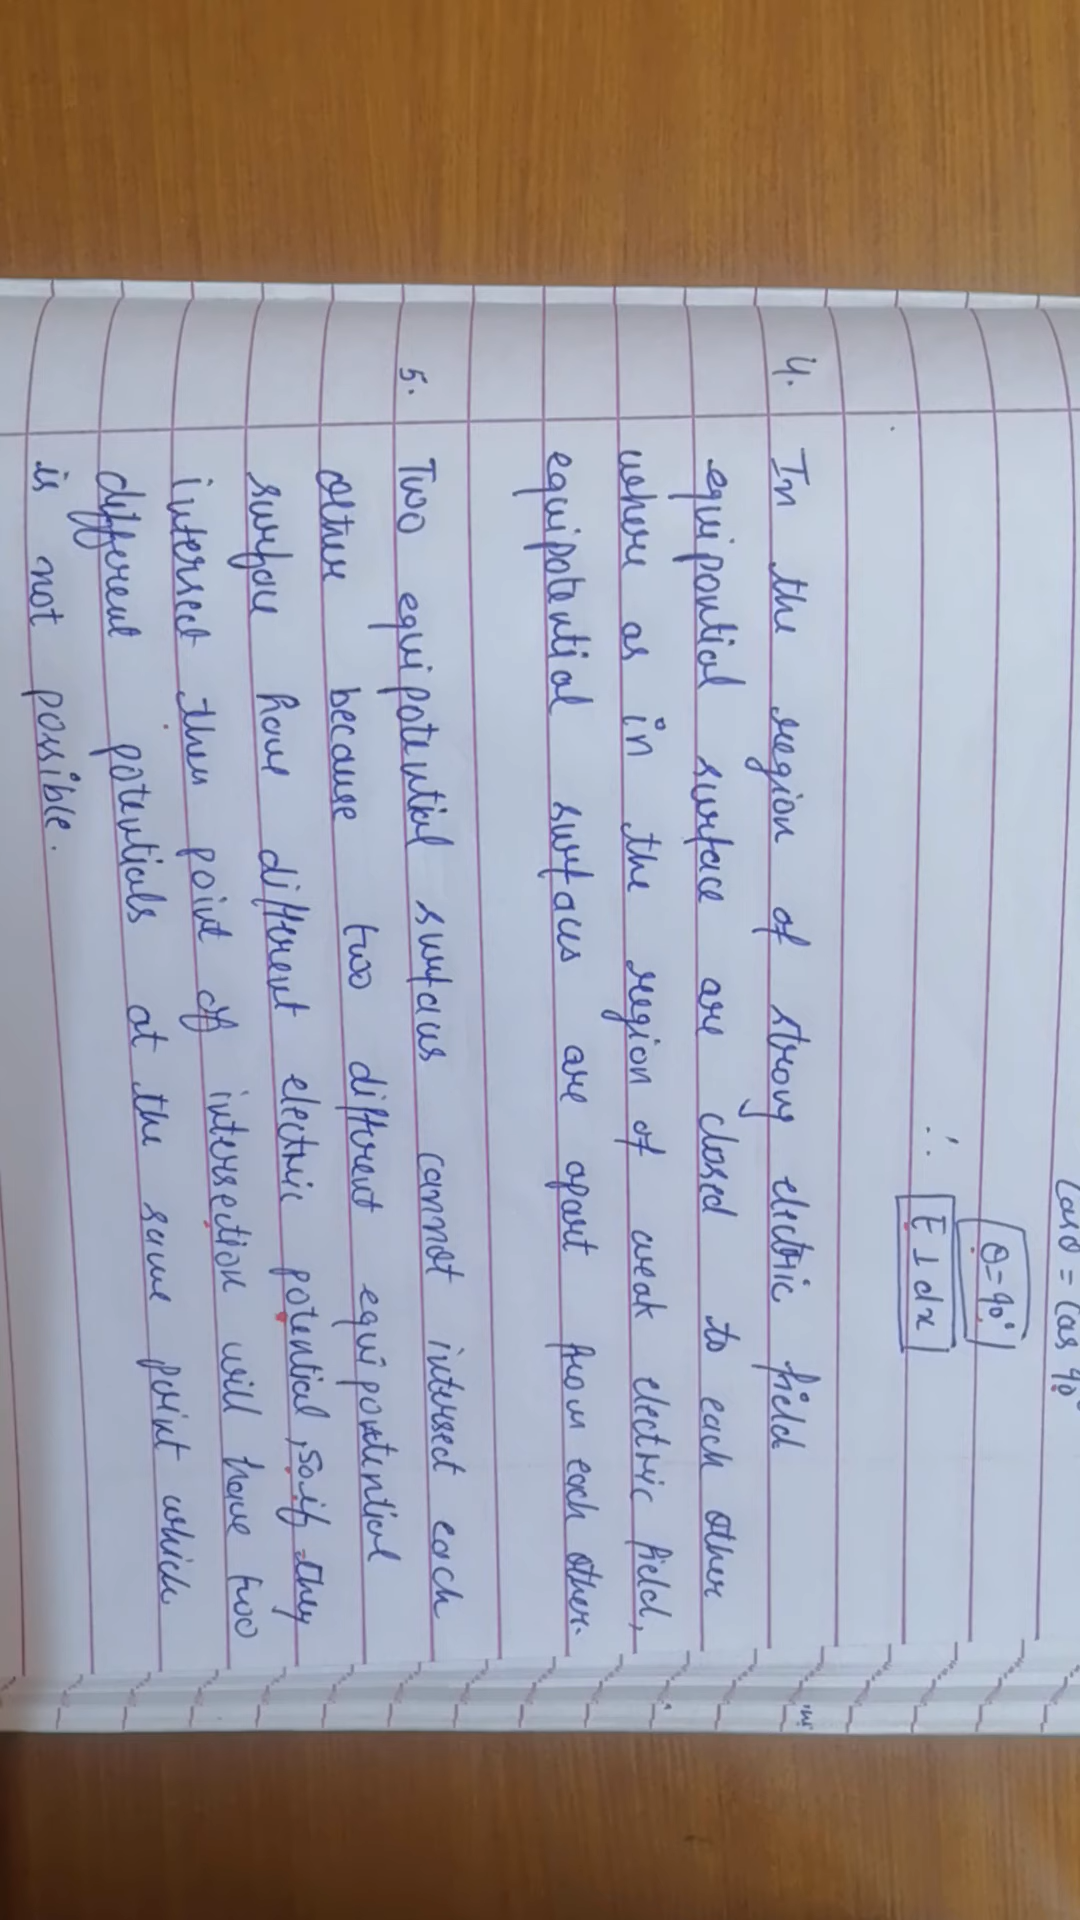 Cosθ = Cos 90°
θ = 90°
∴ E ⊥ dx
4. In the region of strong electric field
equipontial surface are closed to each other
where as in the region of weak electric field,
equipotential surfaces are apart from each other.
5. Two equipotential surfaces cannot intersect each
other because two different equipontential
surface have different electric potential, so if they
intersect then point of intersection will have two
different potentials at the same point which
is not possible.